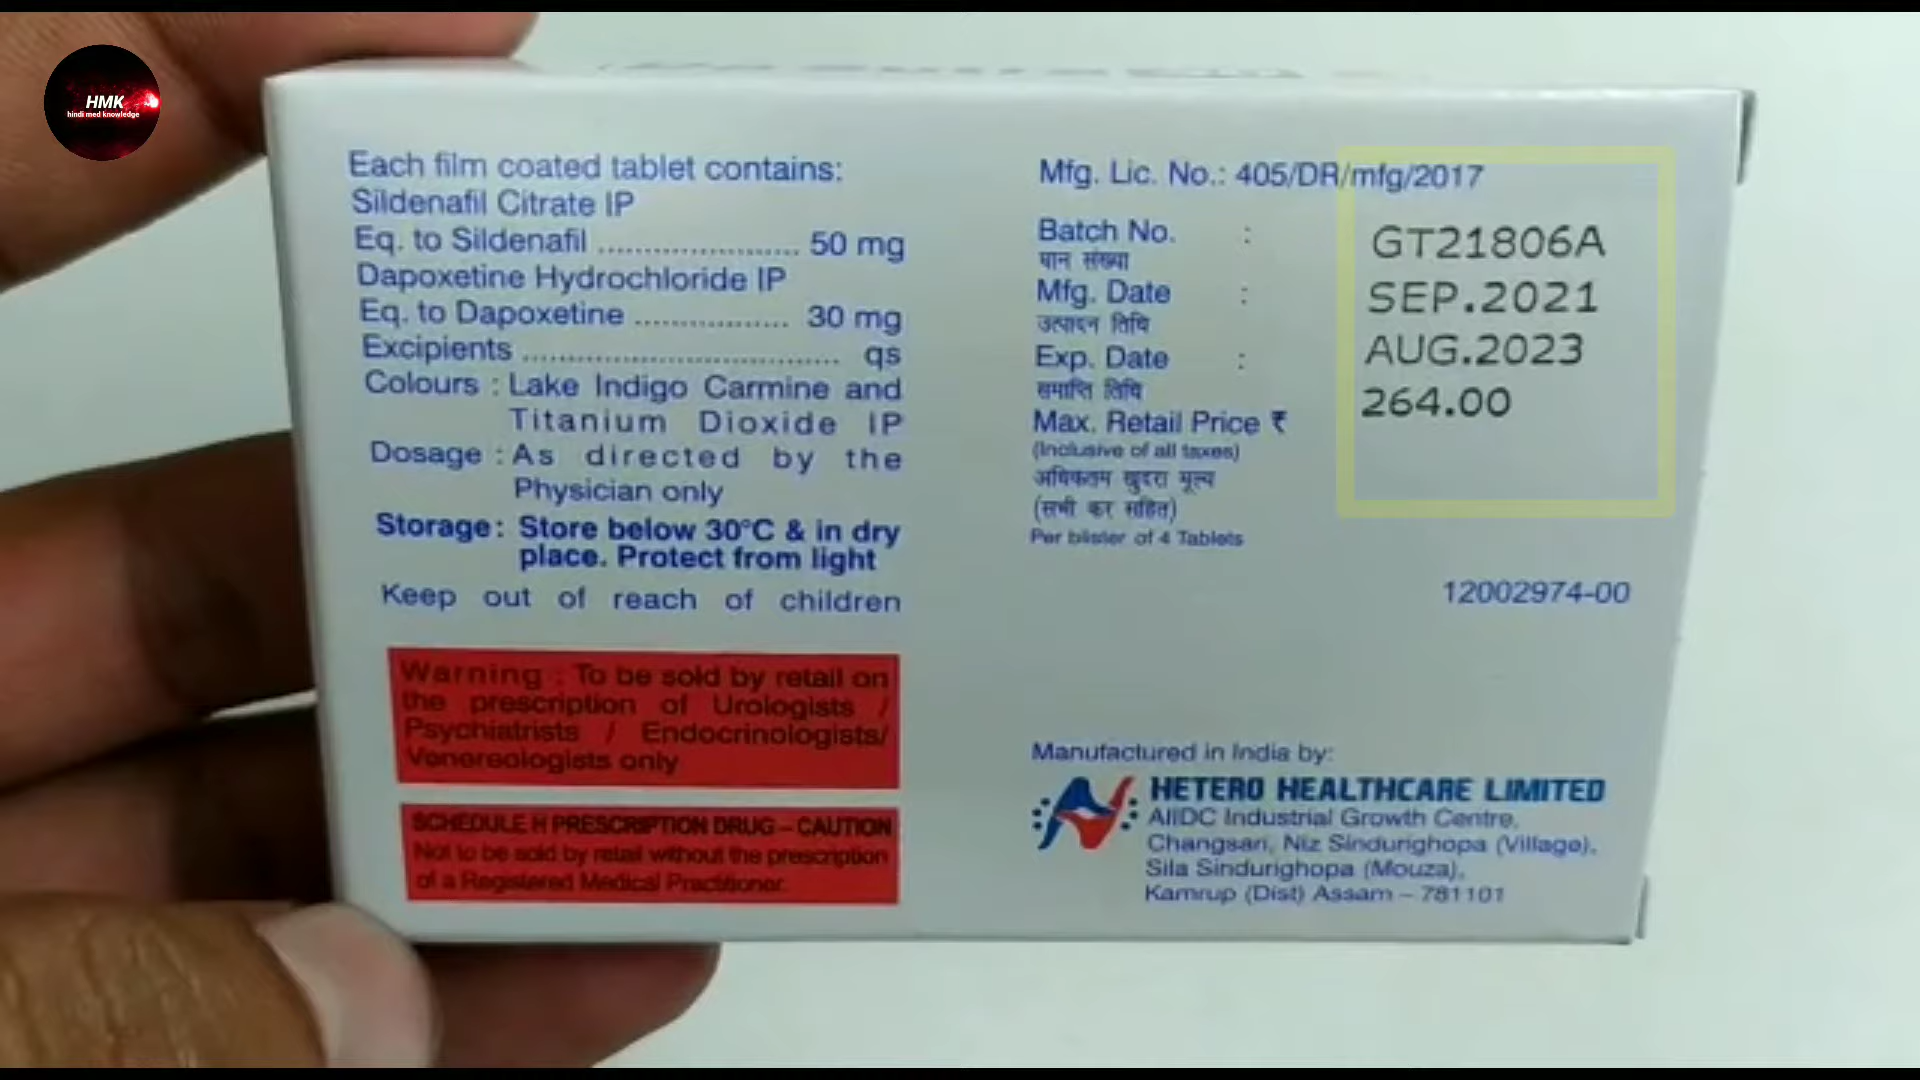 HMK
hindi med knowledge
Each film coated tablet contains:
Sildenafil Citrate IP
Eq. to Sildenafil .................... 50 mg
Dapoxetine Hydrochloride IP
Eq. to Dapoxetine ................ 30 mg
Excipients ................................. qs
Colours : Lake Indigo Carmine and
Titanium Dioxide IP
Dosage : As directed by the
Physician only
Storage: Store below 30°C & in dry
place. Protect from light
Keep out of reach of children
Warning : To be sold by retail on
the prescription of Urologists /
Psychiatrists / Endocrinologists/
Venereologists only
SCHEDULE H PRESCRIPTION DRUG – CAUTION
Not to be sold by retail without the prescription
of a Registered Medical Practitioner.
Mfg. Lic. No.: 405/DR/mfg/2017
Batch No. : GT21806A
घान संख्या
Mfg. Date : SEP.2021
उत्पादन तिथि
Exp. Date : AUG.2023
समाप्ति तिथि
Max. Retail Price ₹ 264.00
(Inclusive of all taxes)
अधिकतम खुदरा मूल्य
(सभी कर सहित)
Per blister of 4 Tablets
12002974-00
Manufactured in India by:
HETERO HEALTHCARE LIMITED
AIIDC Industrial Growth Centre,
Changsari, Niz Sindurighopa (Village),
Sila Sindurighopa (Mouza),
Kamrup (Dist) Assam – 781101